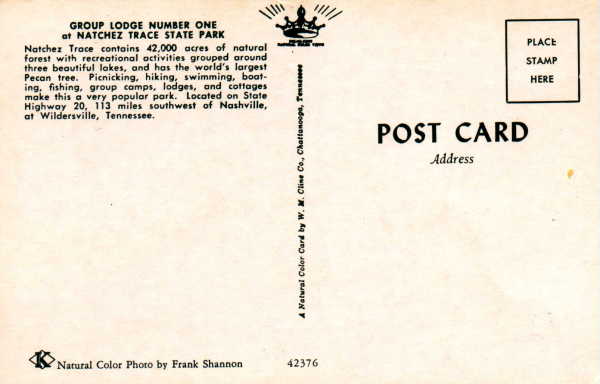 GROUP LODGE NUMBER ONE
at NATCHEZ TRACE STATE PARK
Natchez Trace contains 42,000 acres of natural
forest with recreational activities grouped around
three beautiful lakes, and has the world's largest
Pecan tree. Picnicking, hiking, swimming, boat-
ing, fishing, group camps, lodges, and cottages
make this a very popular park. Located on State
Highway 20, 113 miles southwest of Nashville,
at Wildersville, Tennessee.
A Natural Color Card by W. M. Cline Co., Chattanooga, Tennessee
PLACE
STAMP
HERE
POST CARD
Address
K Natural Color Photo by Frank Shannon
42376